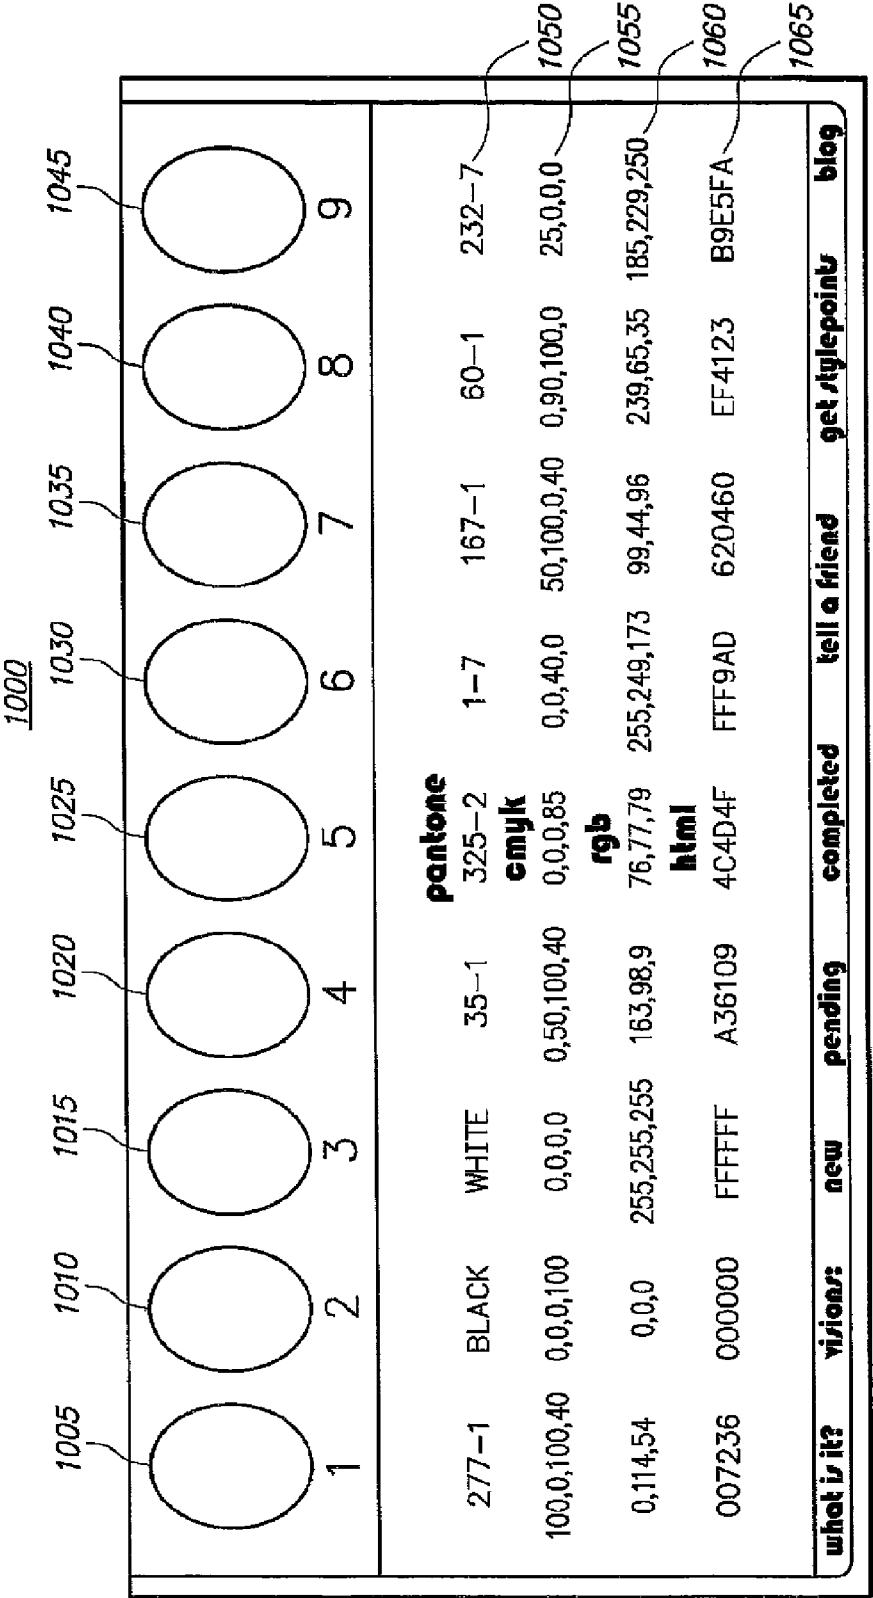 1000
1005 1010 1015 1020 1025 1030 1035 1040 1045
1 2 3 4 5 6 7 8 9
pantone
277-1 BLACK WHITE 35-1 325-2 1-7 167-1 60-1 232-7 1050
cmyk
100,0,100,40 0,0,0,100 0,0,0,0 0,50,100,40 0,0,0,85 0,0,40,0 50,100,0,40 0,90,100,0 25,0,0,0 1055
rgb
0,114,54 0,0,0 255,255,255 163,98,9 76,77,79 255,249,173 99,44,96 239,65,35 185,229,250 1060
html
007236 000000 FFFFFF A36109 4C4D4F FFF9AD 620460 EF4123 B9E5FA 1065
what is it? visions: new pending completed tell a friend get stylepoints blog